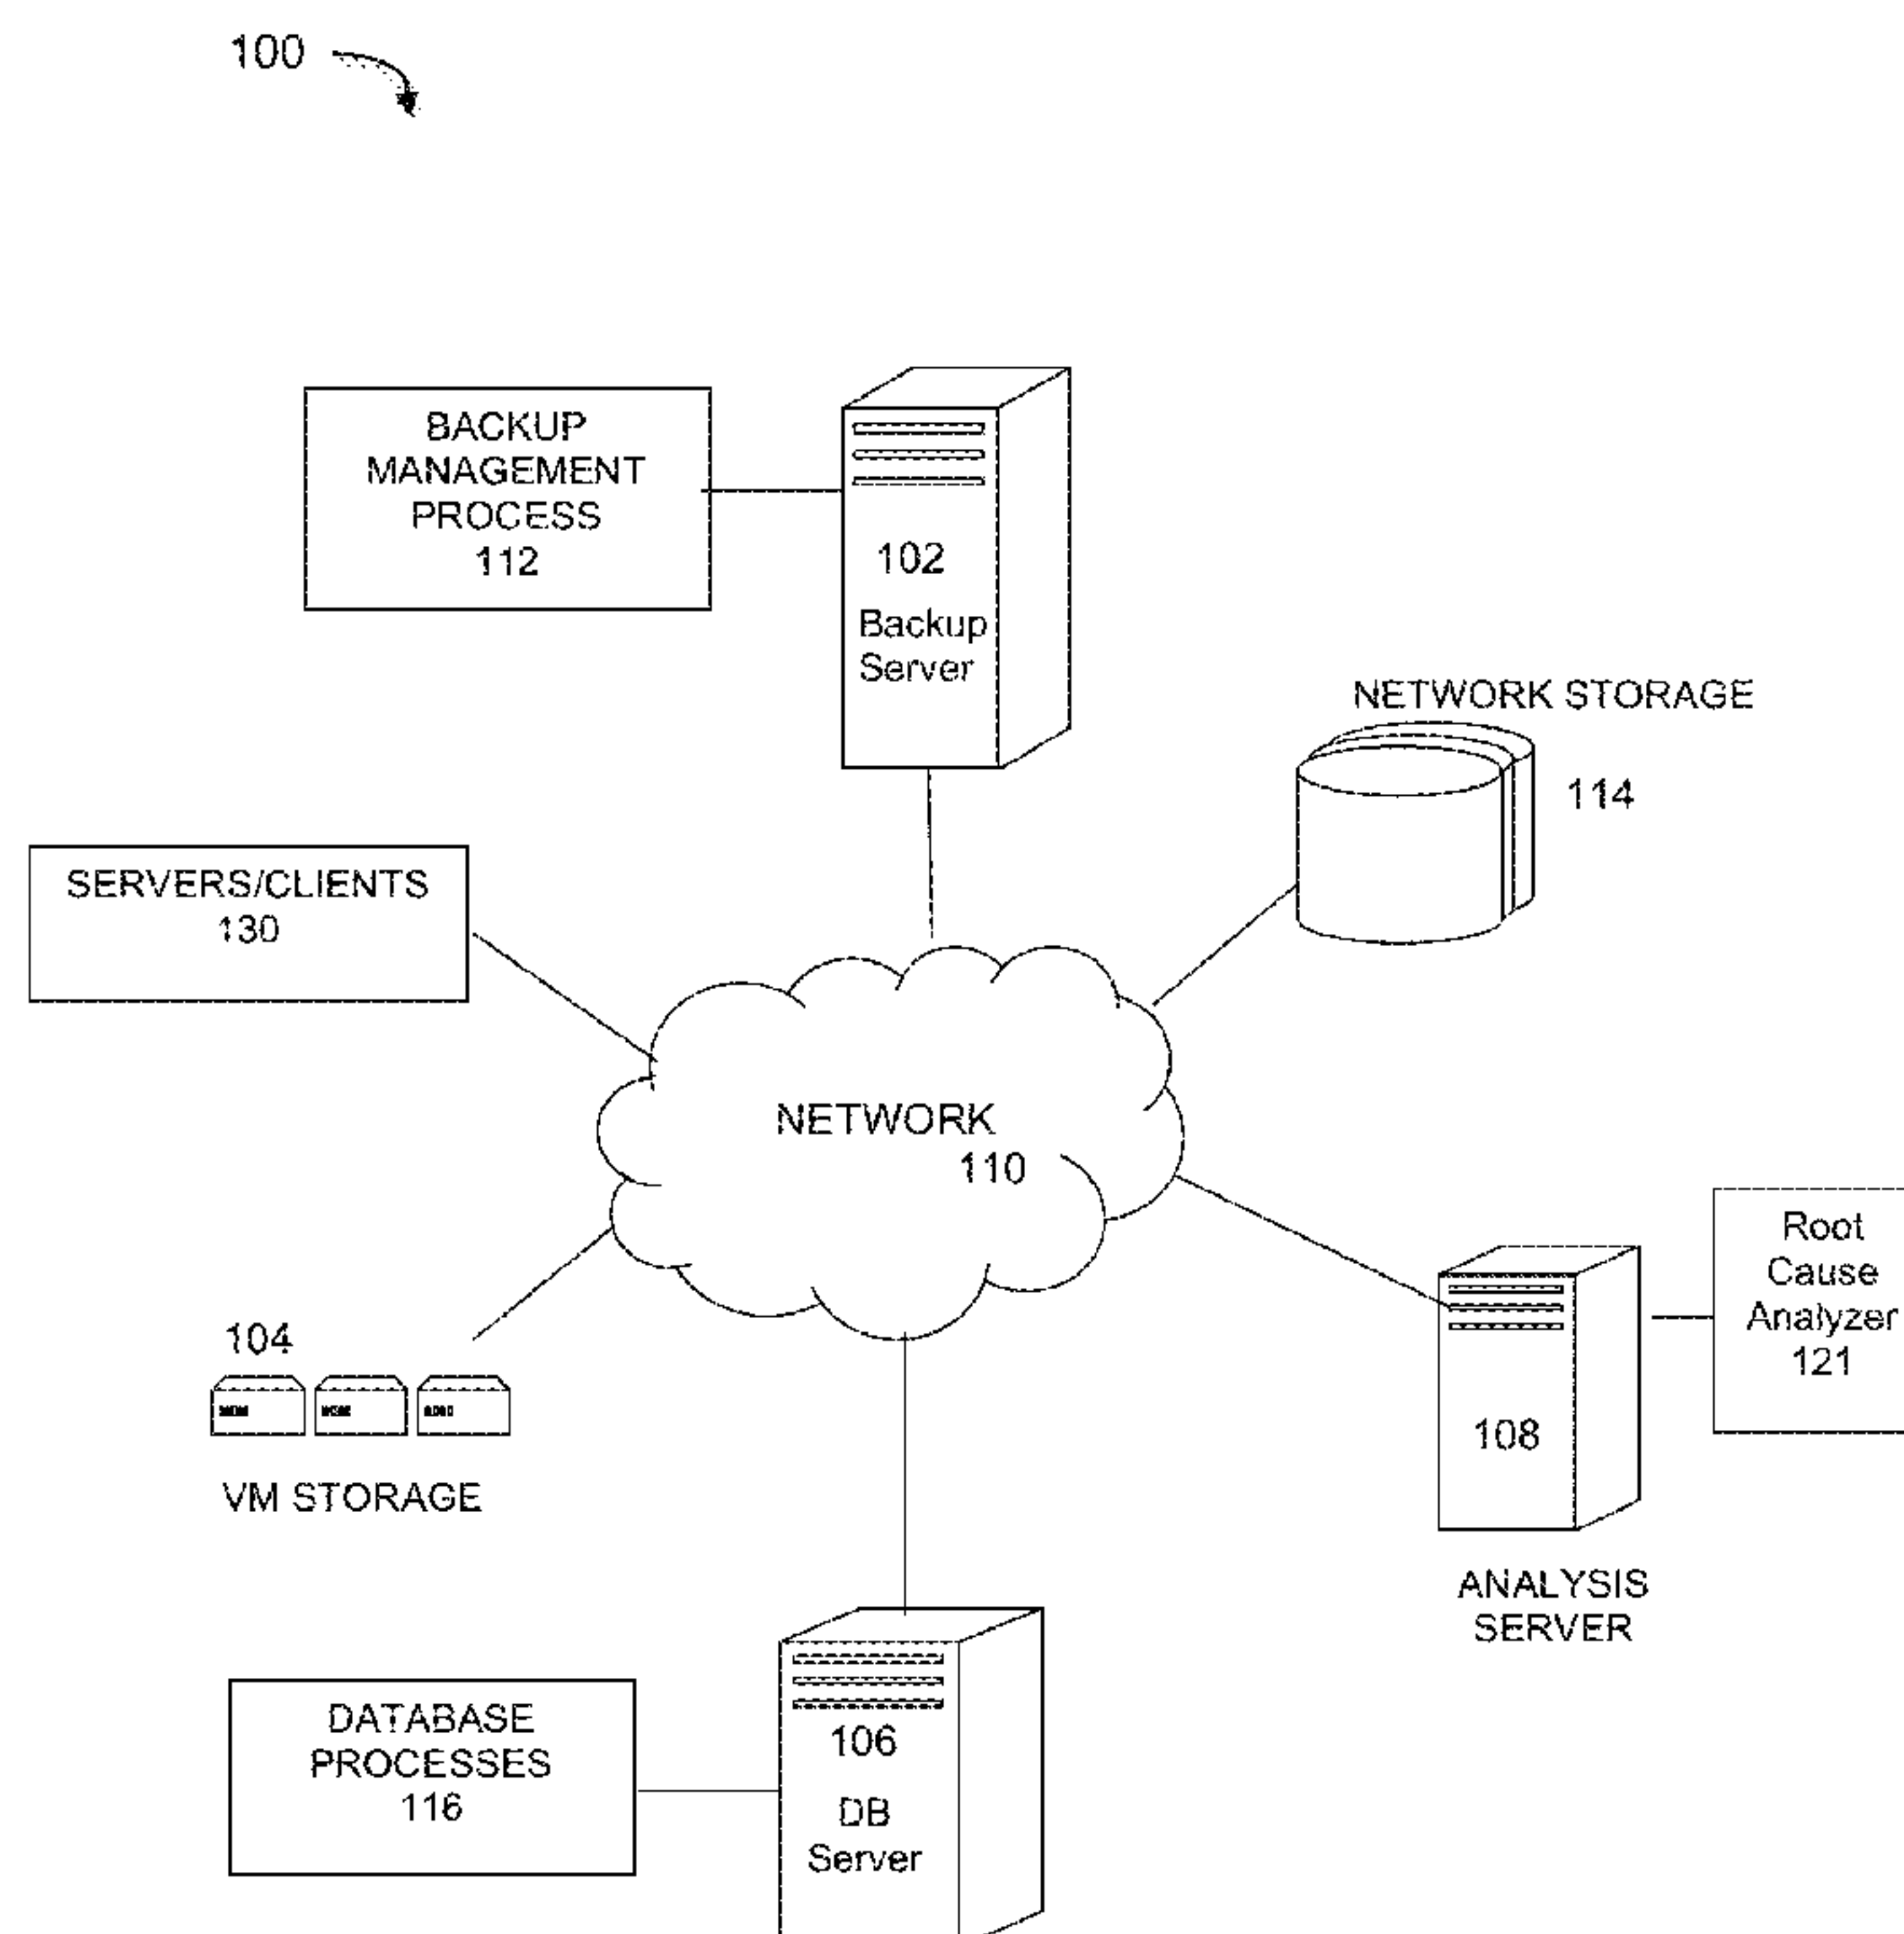 100
BACKUP
MANAGEMENT
PROCESS
112
102
Backup
Server
NETWORK STORAGE
114
SERVERS/CLIENTS
130
NETWORK
110
Root
Cause
Analyzer
121
104
VM STORAGE
108
ANALYSIS
SERVER
DATABASE
PROCESSES
116
106
DB
Server